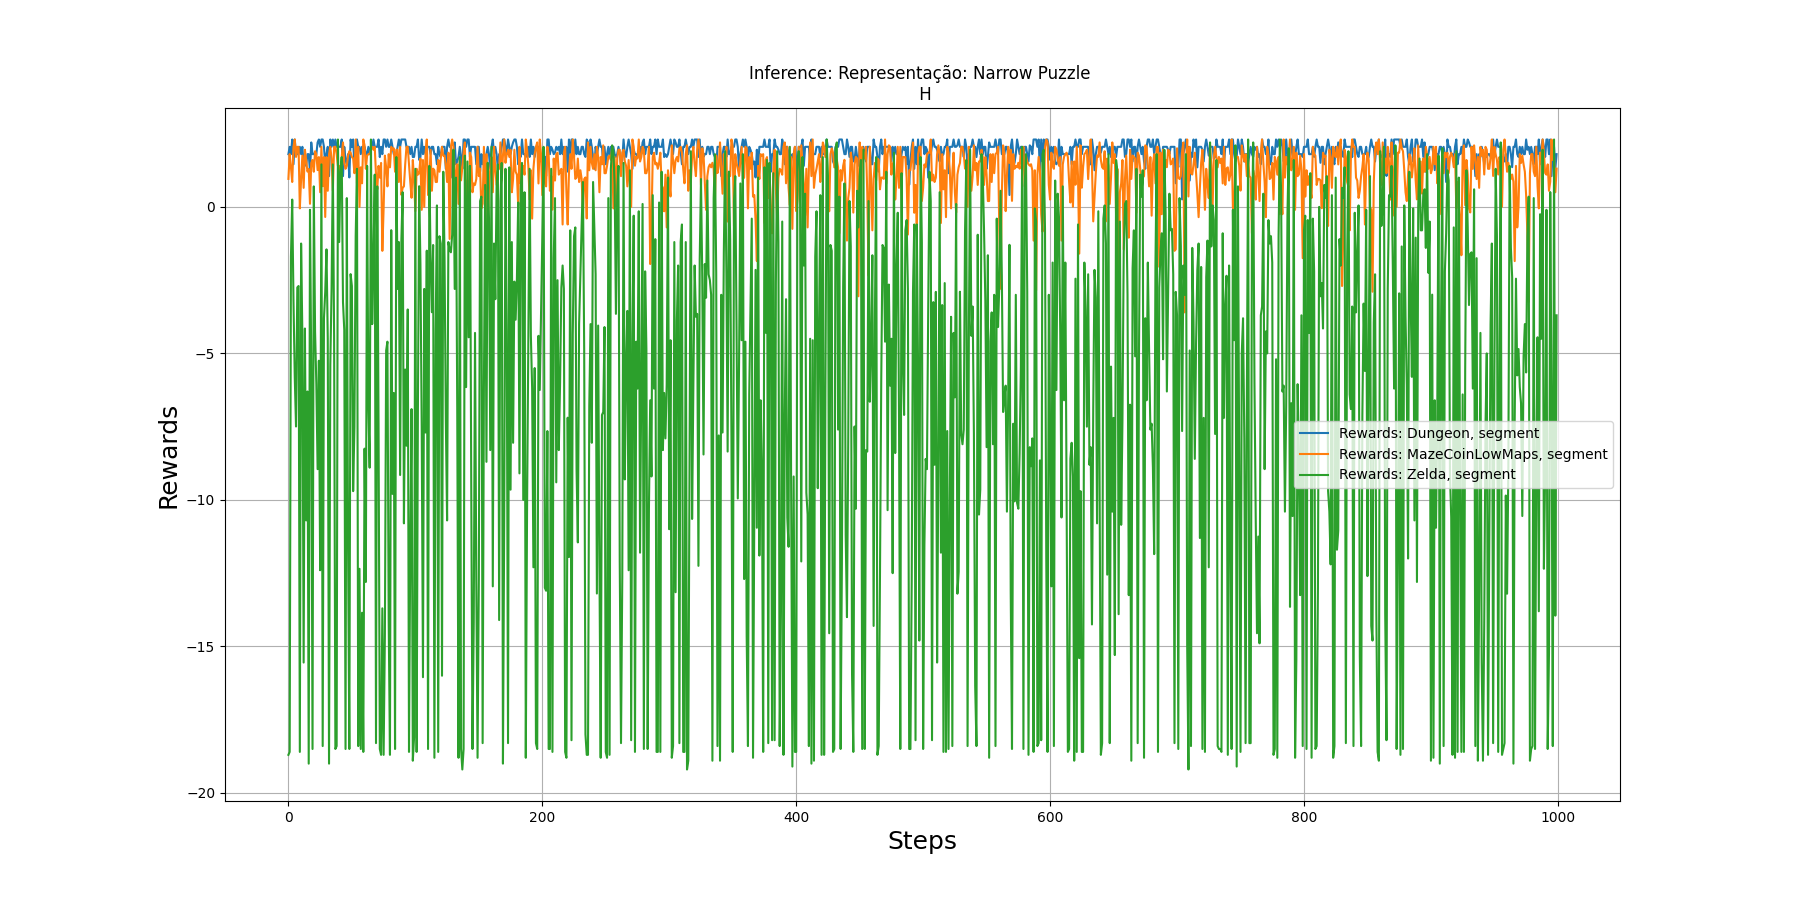 Inference: Representação: Narrow Puzzle
H
Rewards
0
−5
−10
−15
−20
Rewards: Dungeon, segment
Rewards: MazeCoinLowMaps, segment
Rewards: Zelda, segment
0 200 400 600 800 1000
Steps